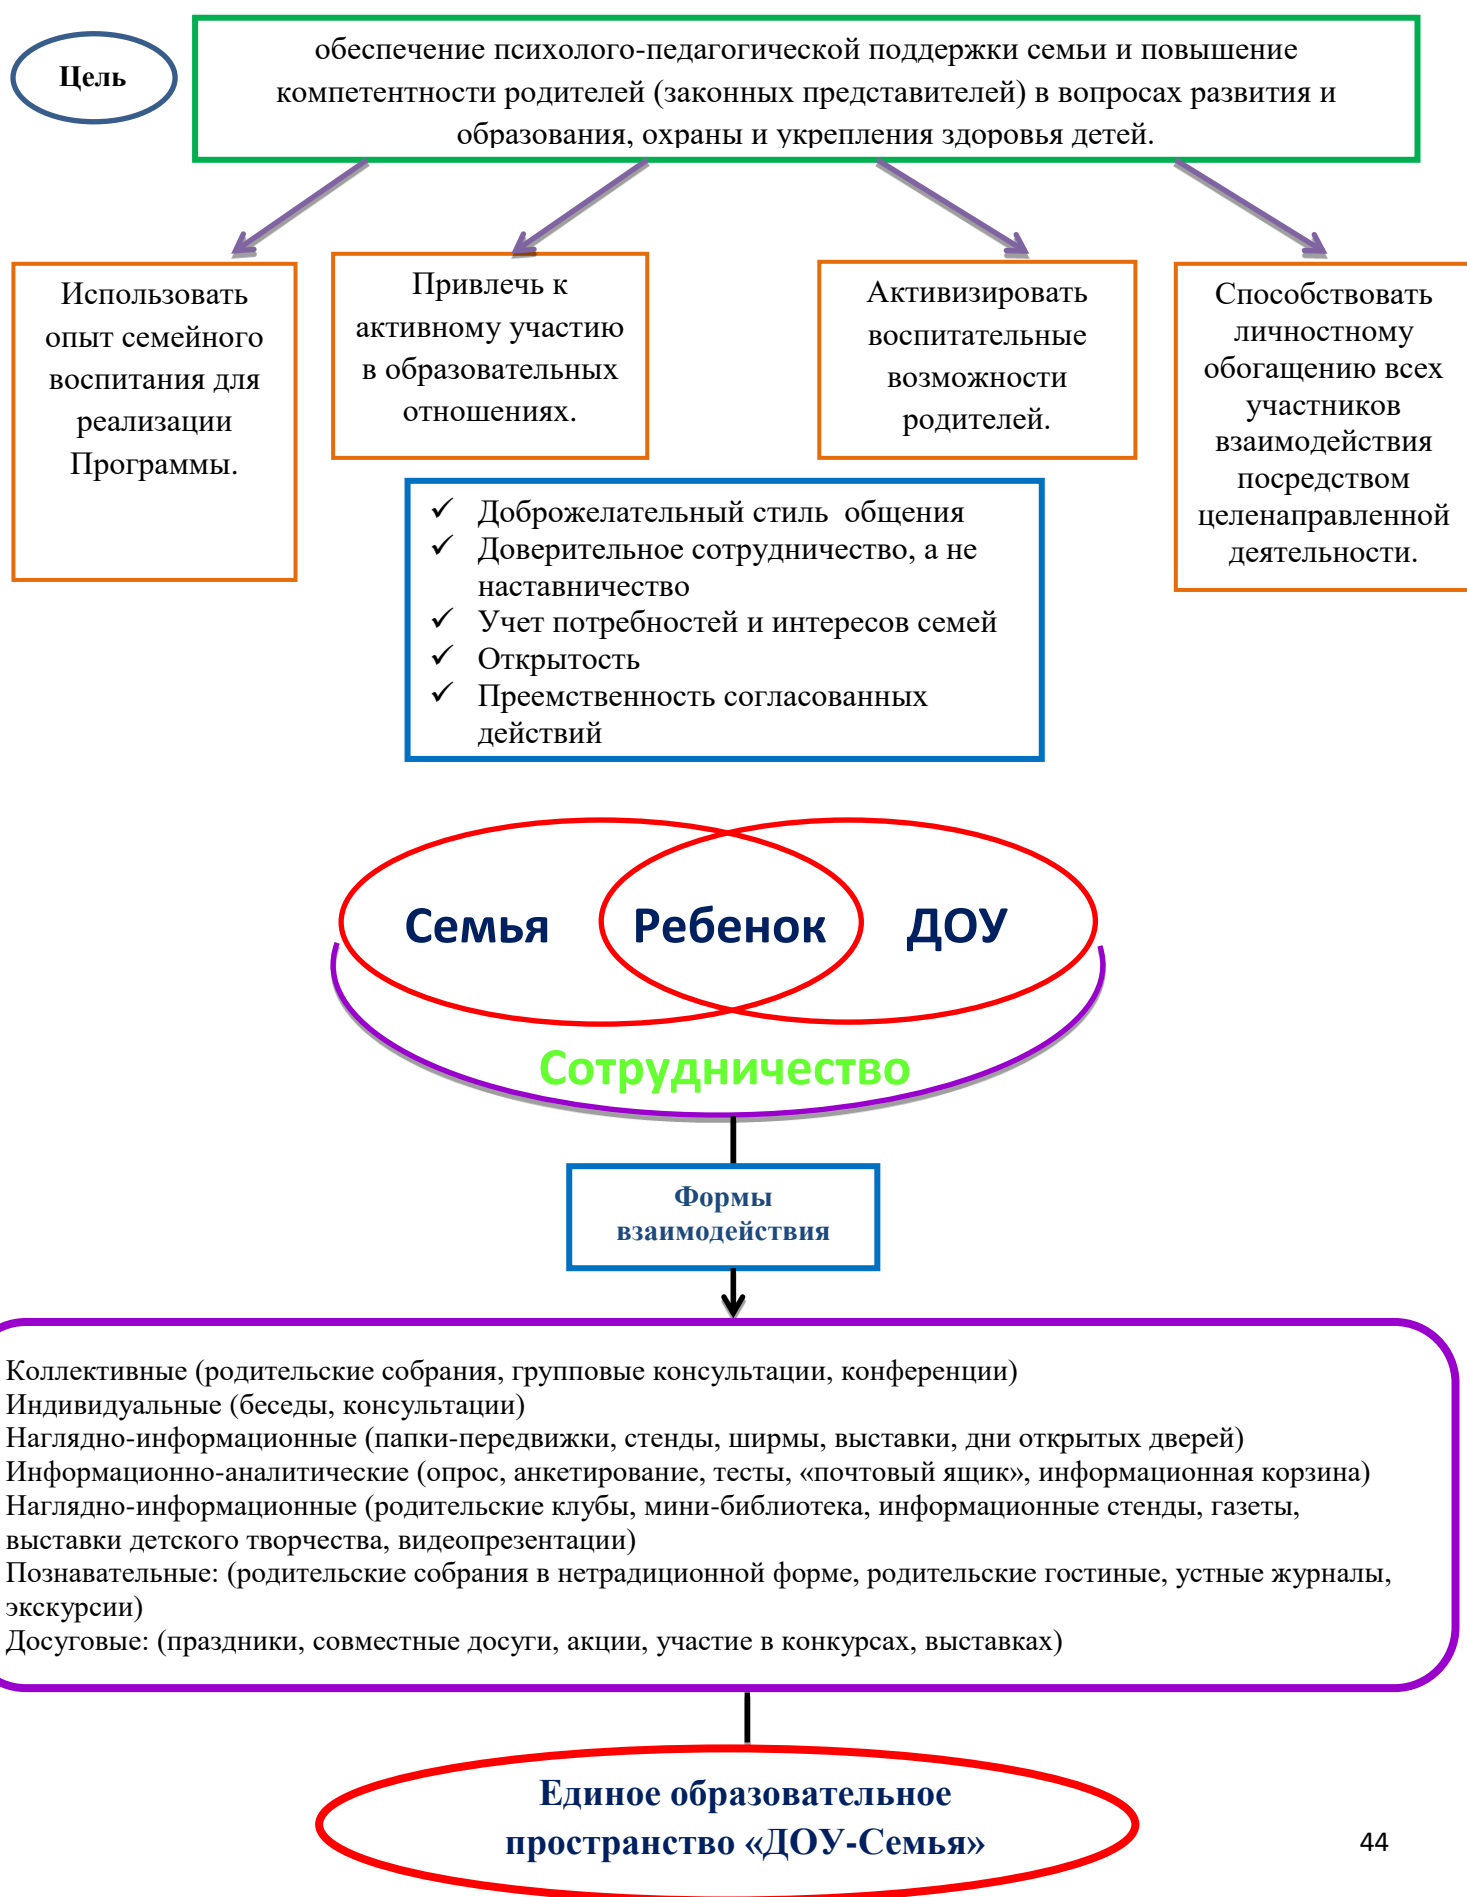 Цель
обеспечение психолого-педагогической поддержки семьи и повышение
компетентности родителей (законных представителей) в вопросах развития и
образования, охраны и укрепления здоровья детей.
Использовать
опыт семейного
воспитания для
реализации
Программы.
Привлечь к
активному участию
в образовательных
отношениях.
Активизировать
воспитательные
возможности
родителей.
Способствовать
личностному
обогащению всех
участников
взаимодействия
посредством
целенаправленной
деятельности.
✓ Доброжелательный стиль  общения
✓ Доверительное сотрудничество, а не
наставничество
✓ Учет потребностей и интересов семей
✓ Открытость
✓ Преемственность согласованных
действий
Семья Ребенок ДОУ
Сотрудничество
Формы
взаимодействия
Коллективные (родительские собрания, групповые консультации, конференции)
Индивидуальные (беседы, консультации)
Наглядно-информационные (папки-передвижки, стенды, ширмы, выставки, дни открытых дверей)
Информационно-аналитические (опрос, анкетирование, тесты, «почтовый ящик», информационная корзина)
Наглядно-информационные (родительские клубы, мини-библиотека, информационные стенды, газеты,
выставки детского творчества, видеопрезентации)
Познавательные: (родительские собрания в нетрадиционной форме, родительские гостиные, устные журналы,
экскурсии)
Досуговые: (праздники, совместные досуги, акции, участие в конкурсах, выставках)
Единое образовательное
пространство «ДОУ-Семья»
44